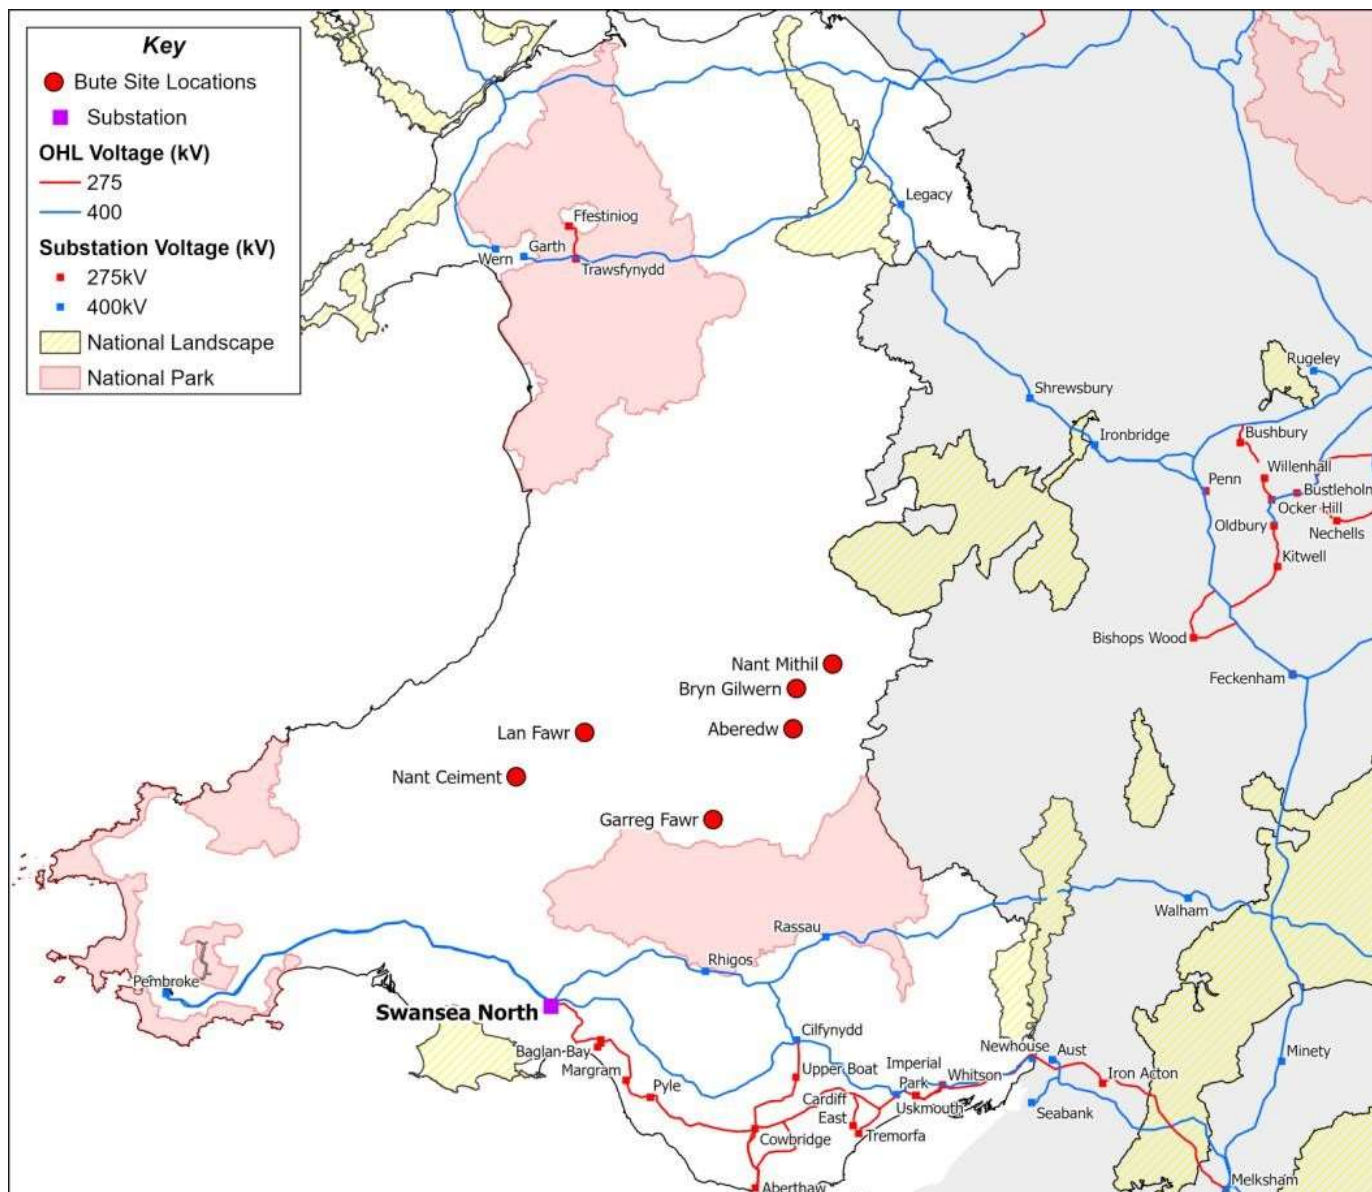 Key
Bute Site Locations
Substation
OHL Voltage (kV)
275
400
Substation Voltage (kV)
275kV
400kV
National Landscape
National Park
Ffestiniog
Garth
Wern
Trawsfynydd
Legacy
Shrewsbury
Ironbridge
Rugeley
Bushbury
Willenhall
Penn
Bustleholm
Ocker Hill
Oldbury
Nechells
Kitwell
Bishops Wood
Feckenham
Nant Mithil
Bryn Gilwern
Aberedw
Lan Fawr
Nant Ceiment
Garreg Fawr
Walham
Rassau
Rhigos
Pembroke
Swansea North
Cilfynydd
Baglan-Bay
Margram
Pyle
Upper Boat
Imperial
Park
Whitson
Newhouse
Aust
Iron Acton
Minety
Cardiff
East
Uskmouth
Seabank
Tremorfa
Cowbridge
Aberthaw
Melksham